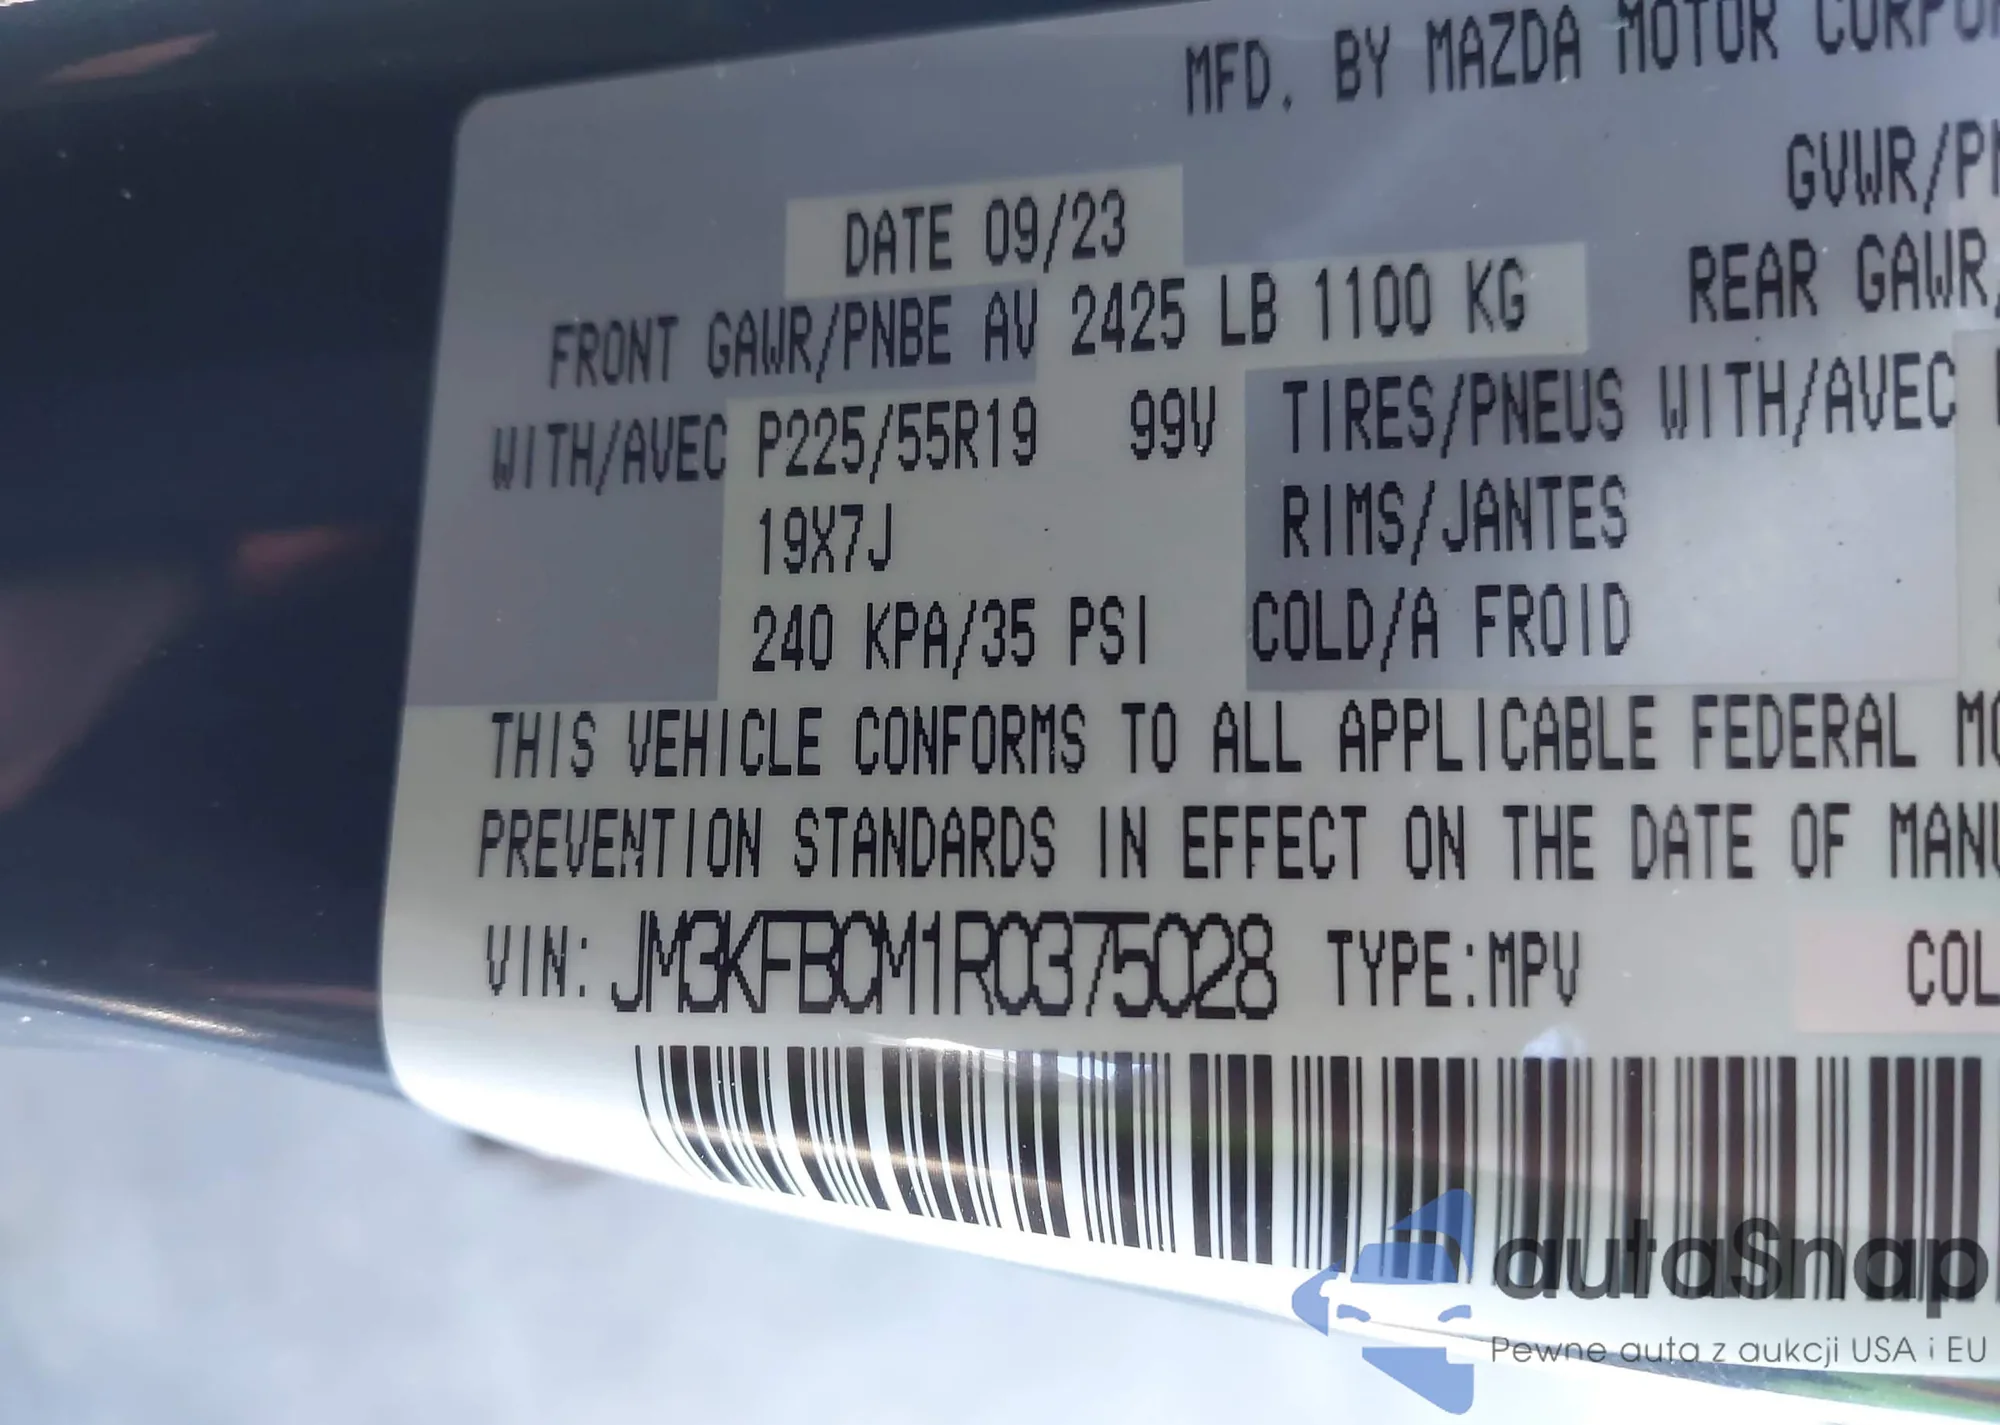 MFD. BY MAZDA MOTOR CORPO
DATE 09/23
GVWR/PN
FRONT GAWR/PNBE AV 2425 LB 1100 KG
REAR GAWR/
WITH/AVEC P225/55R19 99V TIRES/PNEUS WITH/AVEC
19X7J RIMS/JANTES
240 KPA/35 PSI COLD/A FROID
THIS VEHICLE CONFORMS TO ALL APPLICABLE FEDERAL MO
PREVENTION STANDARDS IN EFFECT ON THE DATE OF MANU
VIN: JM3KFBCM1R0375028 TYPE:MPV COL
autaSnap
Pewne auta z aukcji USA i EU